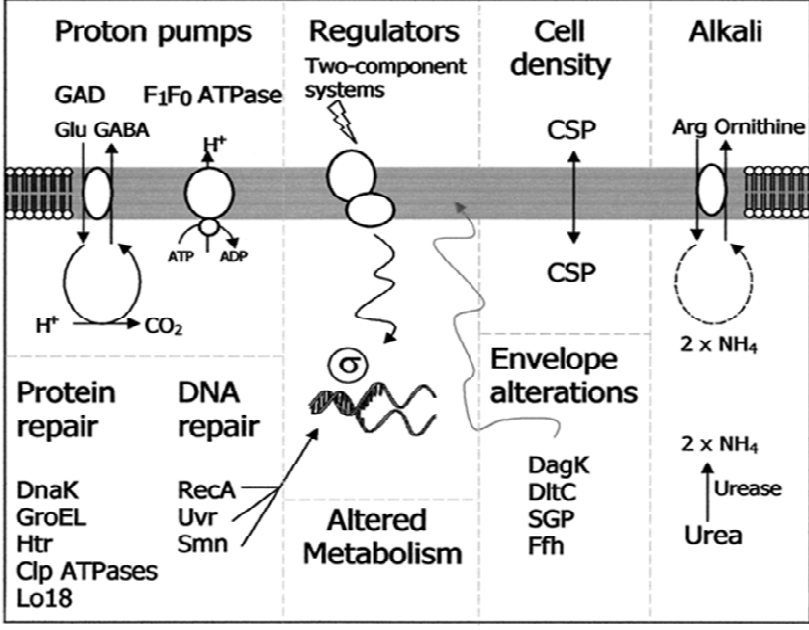 Proton pumps
GAD F₁F₀ ATPase
Glu GABA
H⁺
ATP ADP
H⁺ CO₂
Regulators
Two-component
systems
σ
Cell
density
CSP
CSP
Alkali
Arg Ornithine
2 x NH₄
2 x NH₄
Urease
Urea
Protein
repair
DnaK
GroEL
Htr
Clp ATPases
Lo18
DNA
repair
RecA
Uvr
Smn
Altered
Metabolism
Envelope
alterations
DagK
DltC
SGP
Ffh